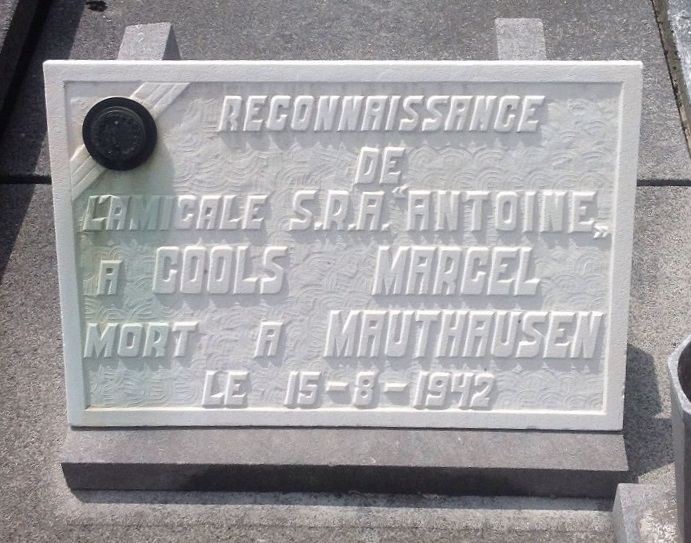 RECONNAISSANCE
DE
L'AMICALE S.R.A. "ANTOINE„
A COOLS MARCEL
MORT A MAUTHAUSEN
LE 15-8-1942